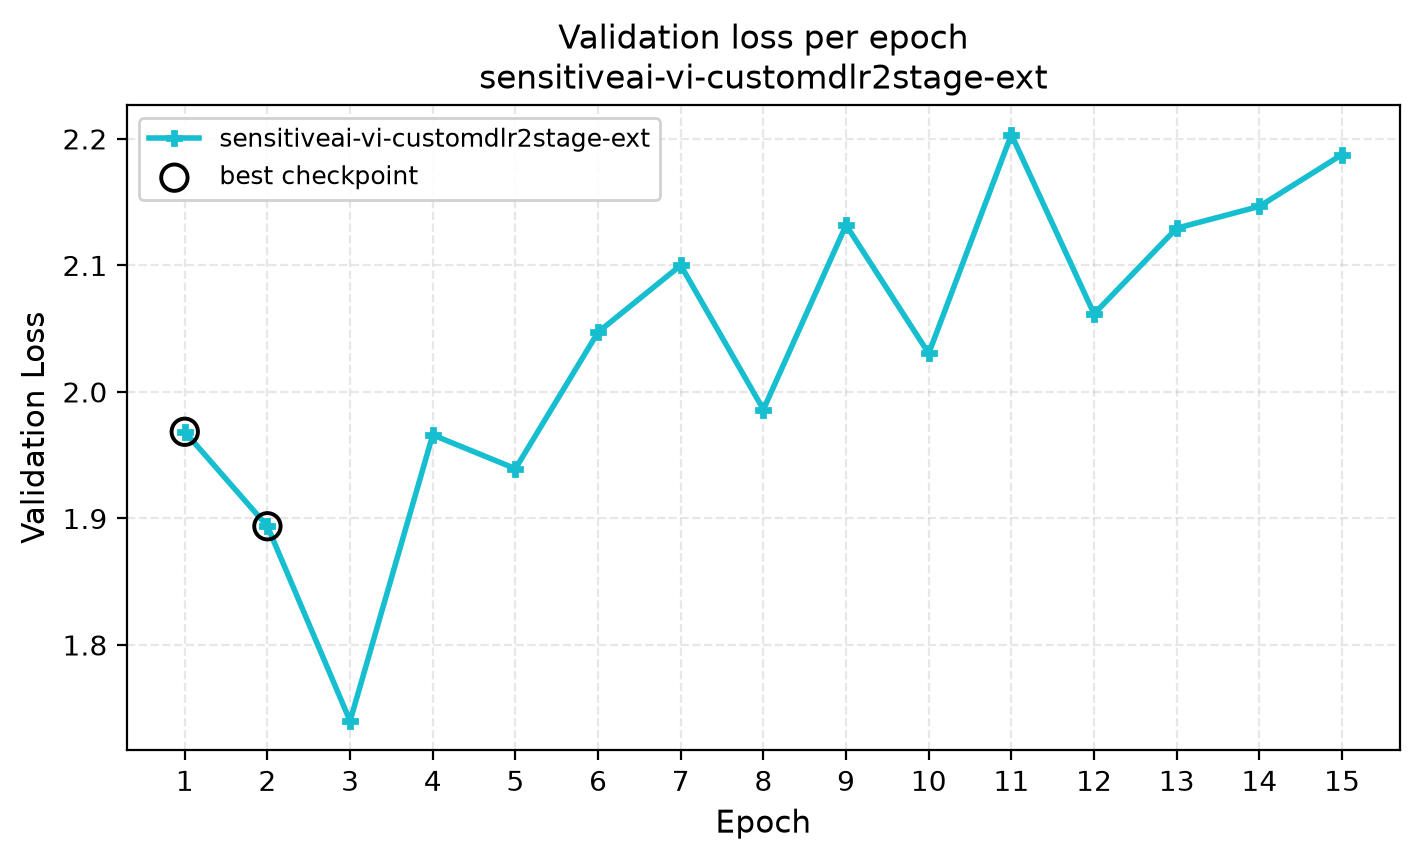 Validation loss per epoch
sensitiveai-vi-customdlr2stage-ext
sensitiveai-vi-customdlr2stage-ext
best checkpoint
Validation Loss
2.2
2.1
2.0
1.9
1.8
1 2 3 4 5 6 7 8 9 10 11 12 13 14 15
Epoch